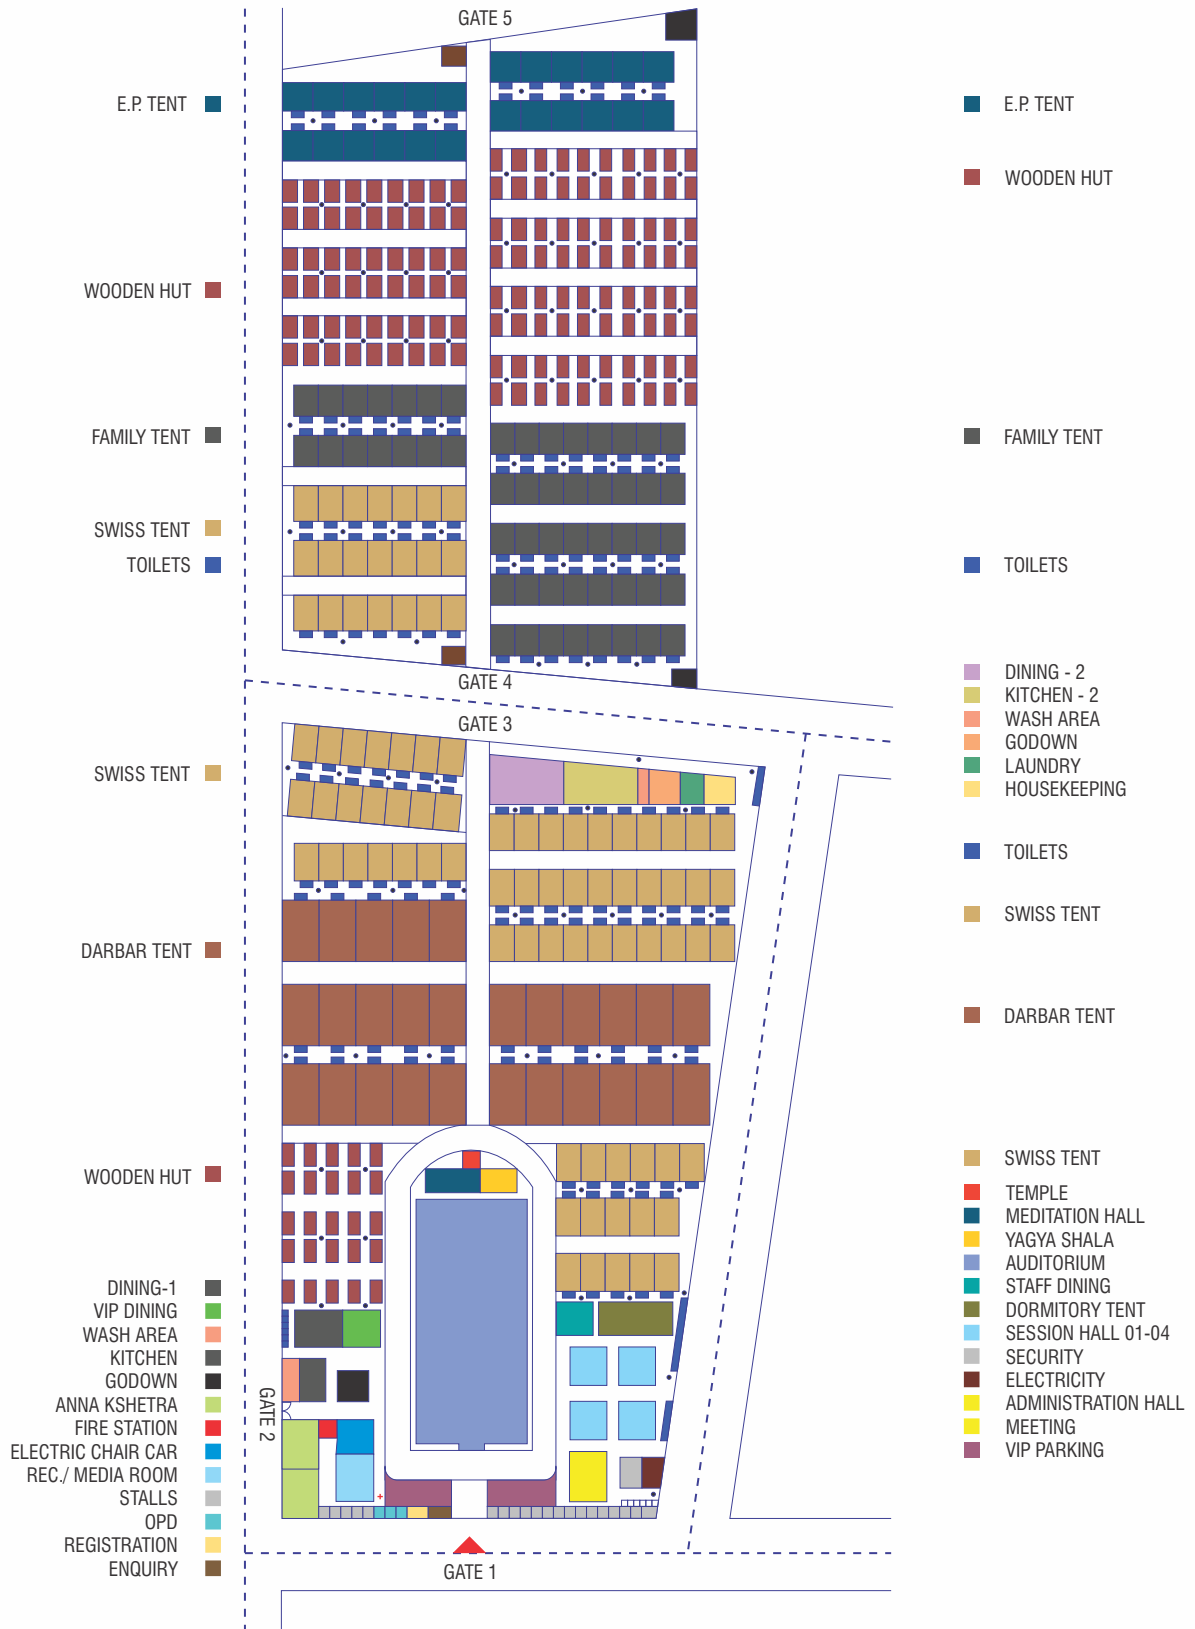 GATE 5
E.P. TENT
E.P. TENT
WOODEN HUT
WOODEN HUT
FAMILY TENT
FAMILY TENT
SWISS TENT
TOILETS
TOILETS
DINING - 2
GATE 4
KITCHEN - 2
WASH AREA
GATE 3
GODOWN
LAUNDRY
SWISS TENT
HOUSEKEEPING
TOILETS
SWISS TENT
DARBAR TENT
DARBAR TENT
SWISS TENT
WOODEN HUT
TEMPLE
MEDITATION HALL
YAGYA SHALA
AUDITORIUM
STAFF DINING
DORMITORY TENT
SESSION HALL 01-04
SECURITY
ELECTRICITY
ADMINISTRATION HALL
MEETING
VIP PARKING
DINING-1
VIP DINING
WASH AREA
KITCHEN
GODOWN
ANNA KSHETRA
FIRE STATION
ELECTRIC CHAIR CAR
REC./ MEDIA ROOM
STALLS
OPD
REGISTRATION
ENQUIRY
GATE 2
GATE 1